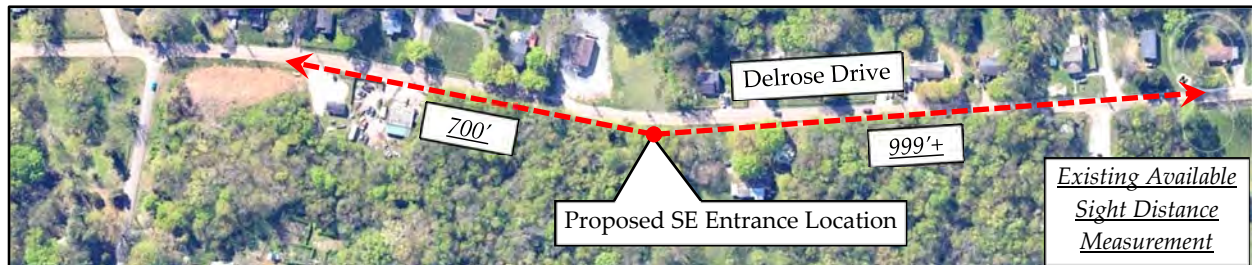 Delrose Drive
700'
999'+
Proposed SE Entrance Location
Existing Available
Sight Distance
Measurement